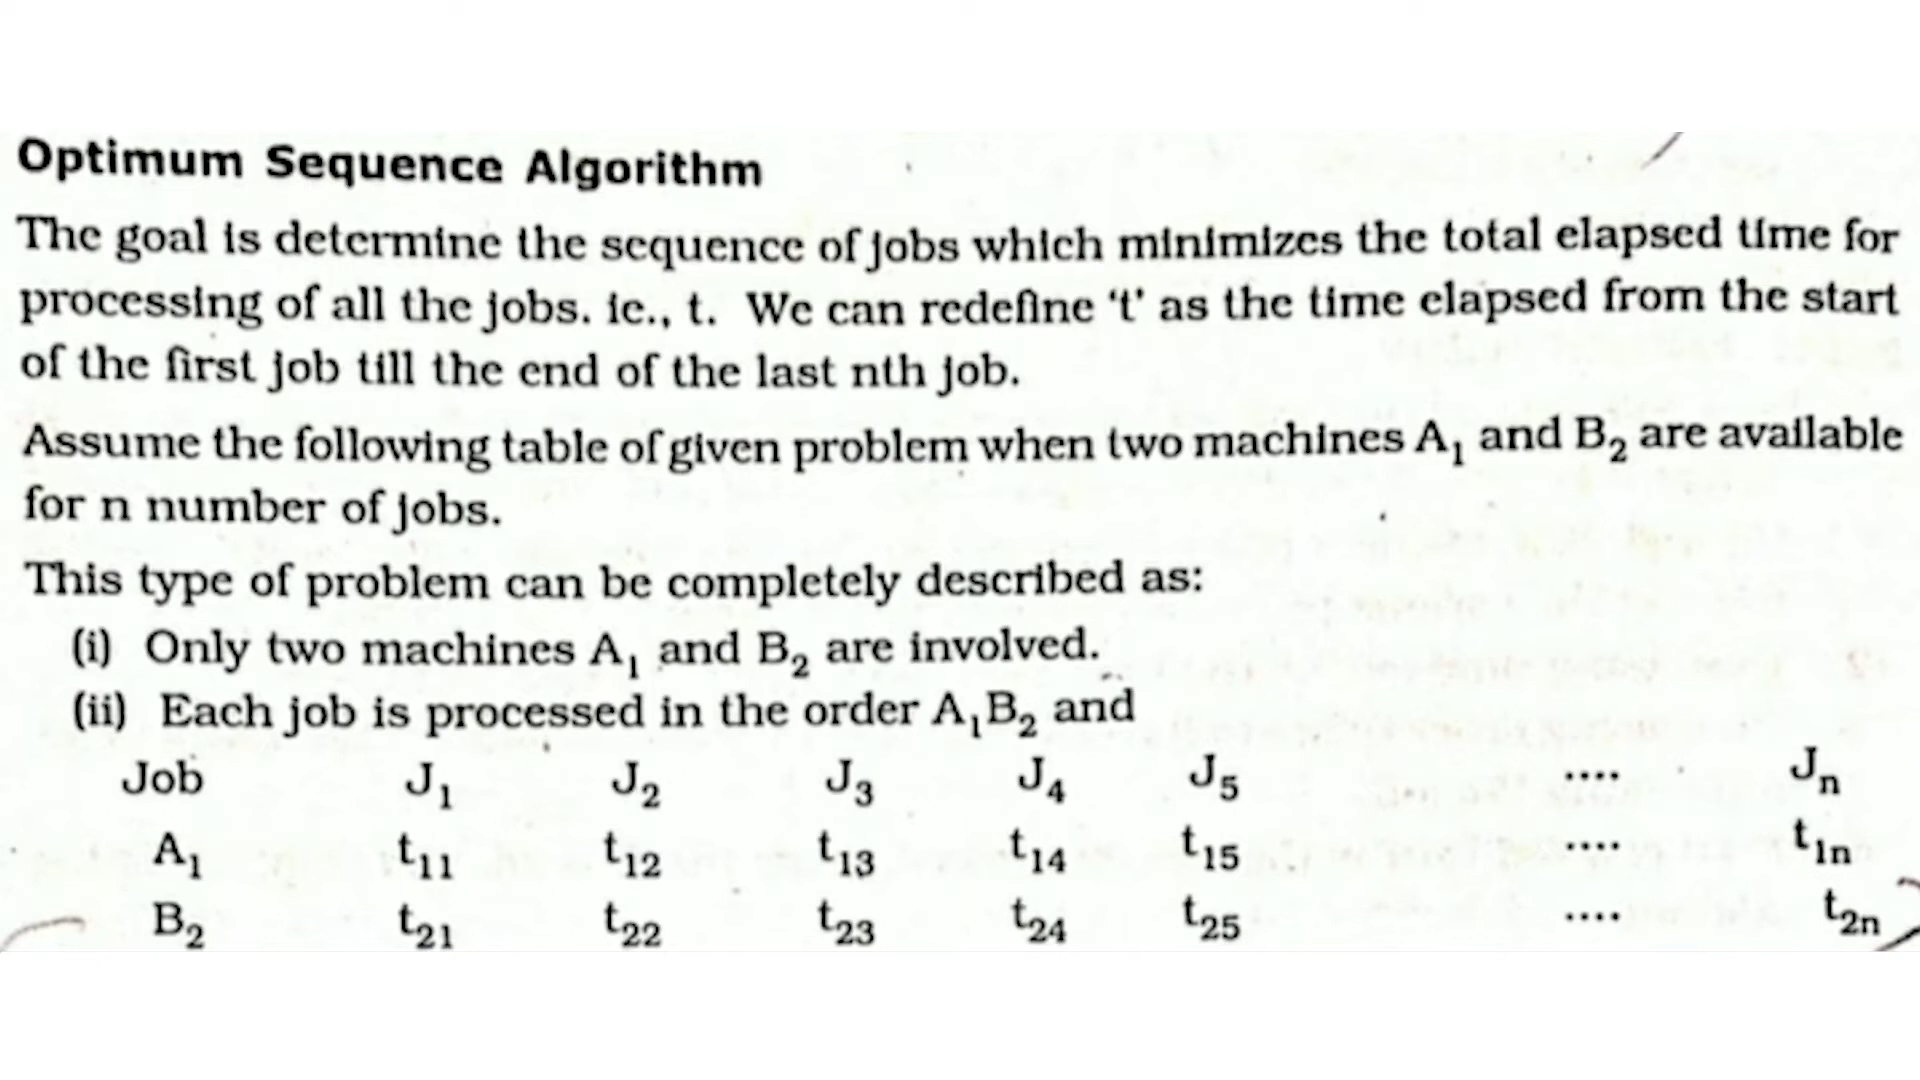 Optimum Sequence Algorithm
The goal is determine the sequence of jobs which minimizes the total elapsed time for
processing of all the jobs. ie., t. We can redefine 't' as the time elapsed from the start
of the first job till the end of the last nth job.
Assume the following table of given problem when two machines A₁ and B₂ are available
for n number of jobs.
This type of problem can be completely described as:
(i) Only two machines A₁ and B₂ are involved.
(ii) Each job is processed in the order A₁B₂ and
Job J₁ J₂ J₃ J₄ J₅ .... Jₙ
A₁ t₁₁ t₁₂ t₁₃ t₁₄ t₁₅ .... t₁ₙ
B₂ t₂₁ t₂₂ t₂₃ t₂₄ t₂₅ .... t₂ₙ